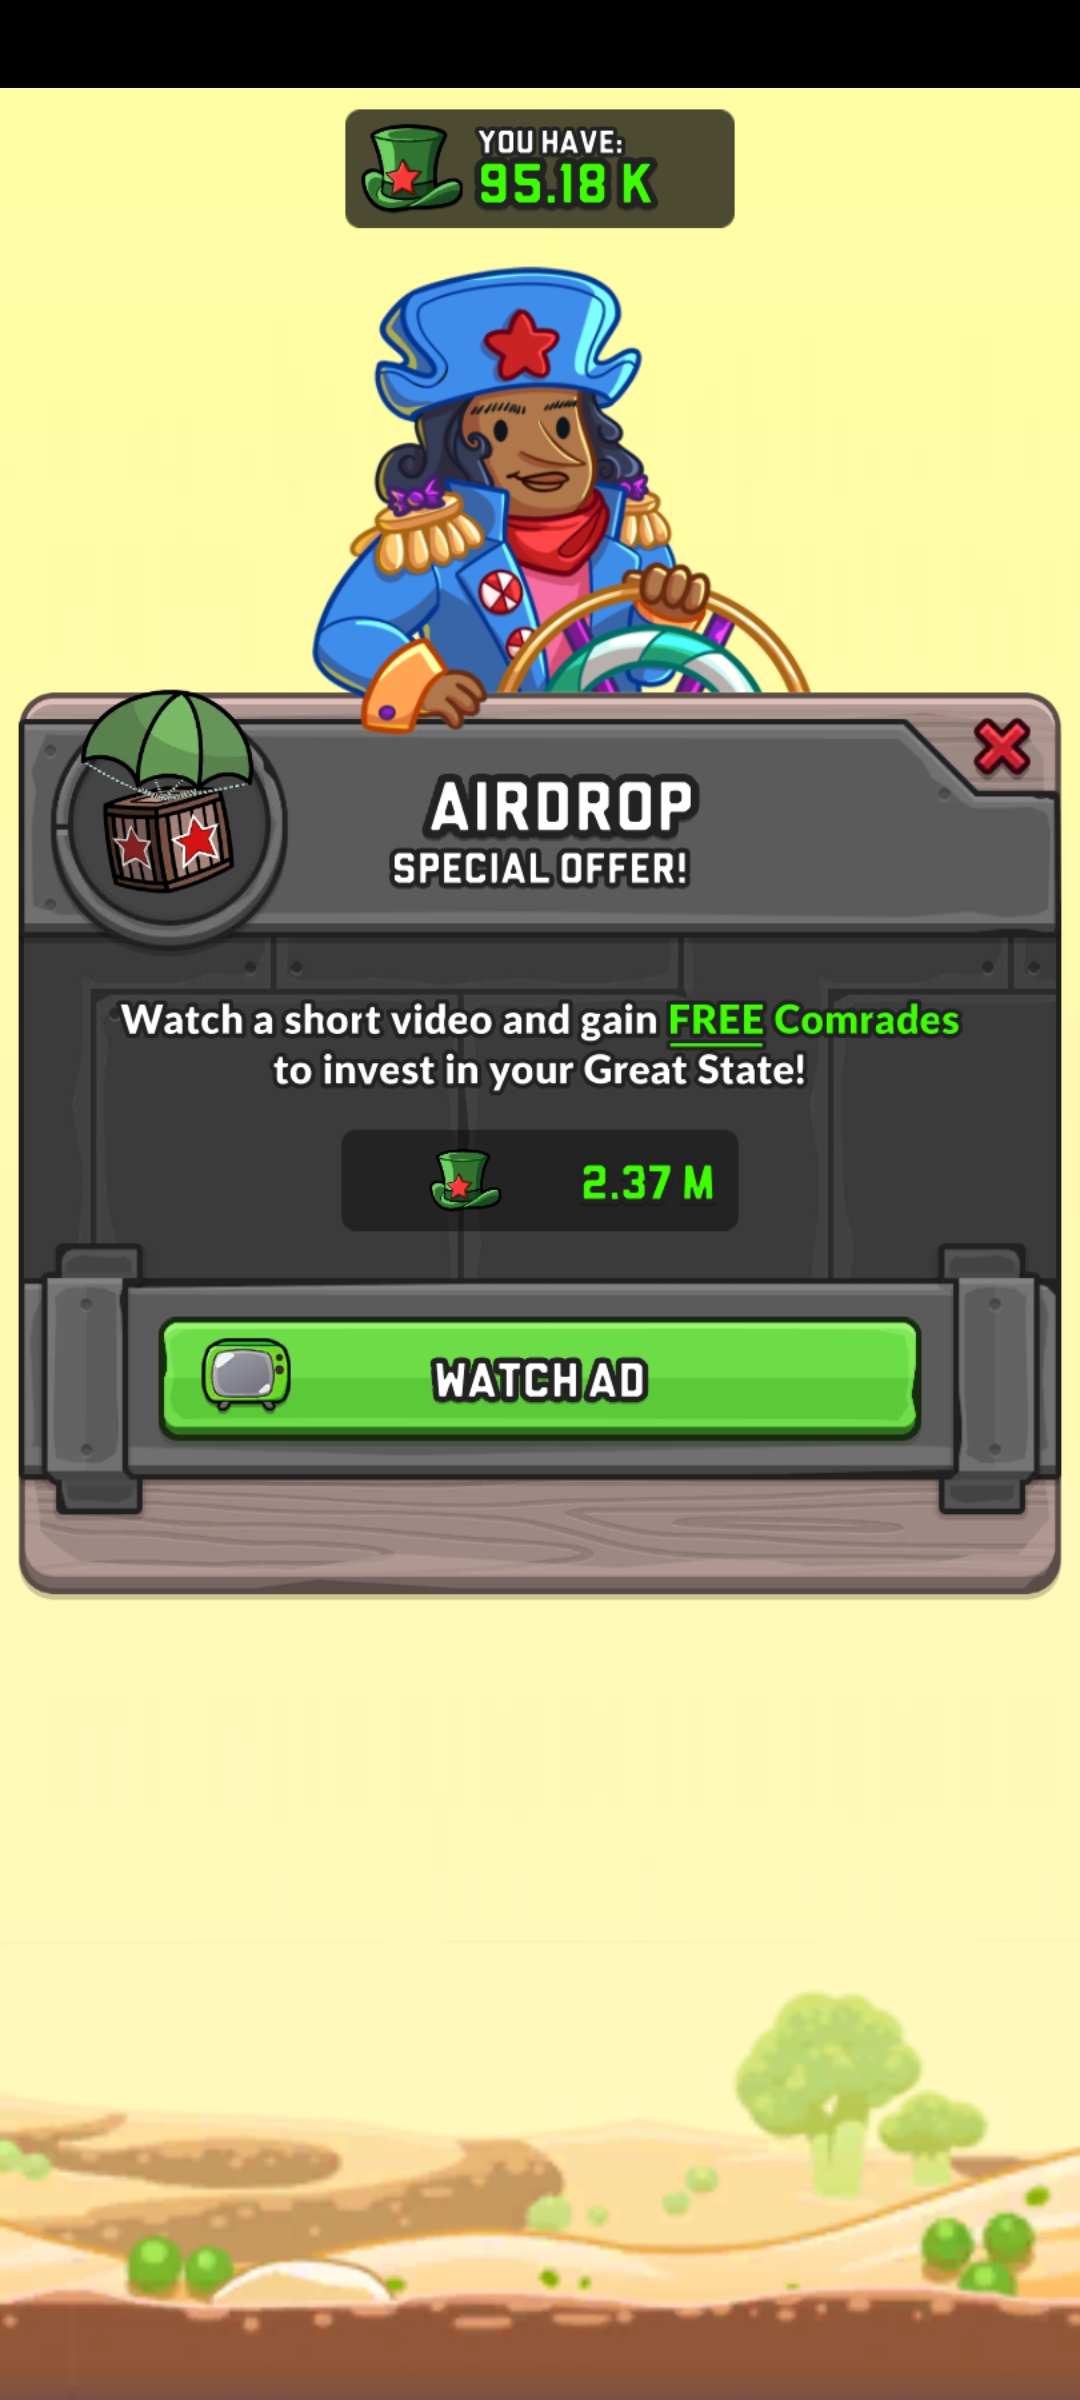 YOU HAVE:
95.18 K
AIRDROP
SPECIAL OFFER!
Watch a short video and gain FREE Comrades
to invest in your Great State!
2.37 M
WATCH AD